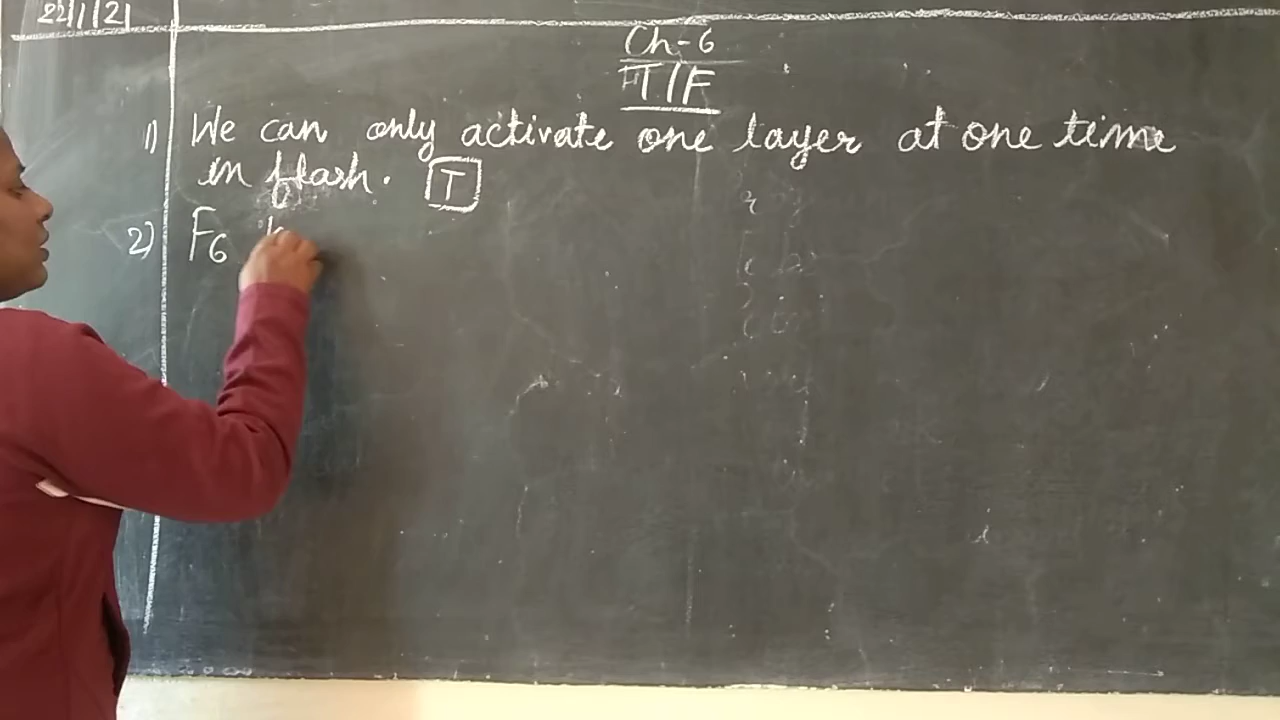 22/1/21
Ch-6
T/F
1) We can only activate one layer at one time
in flash. T
2) F6